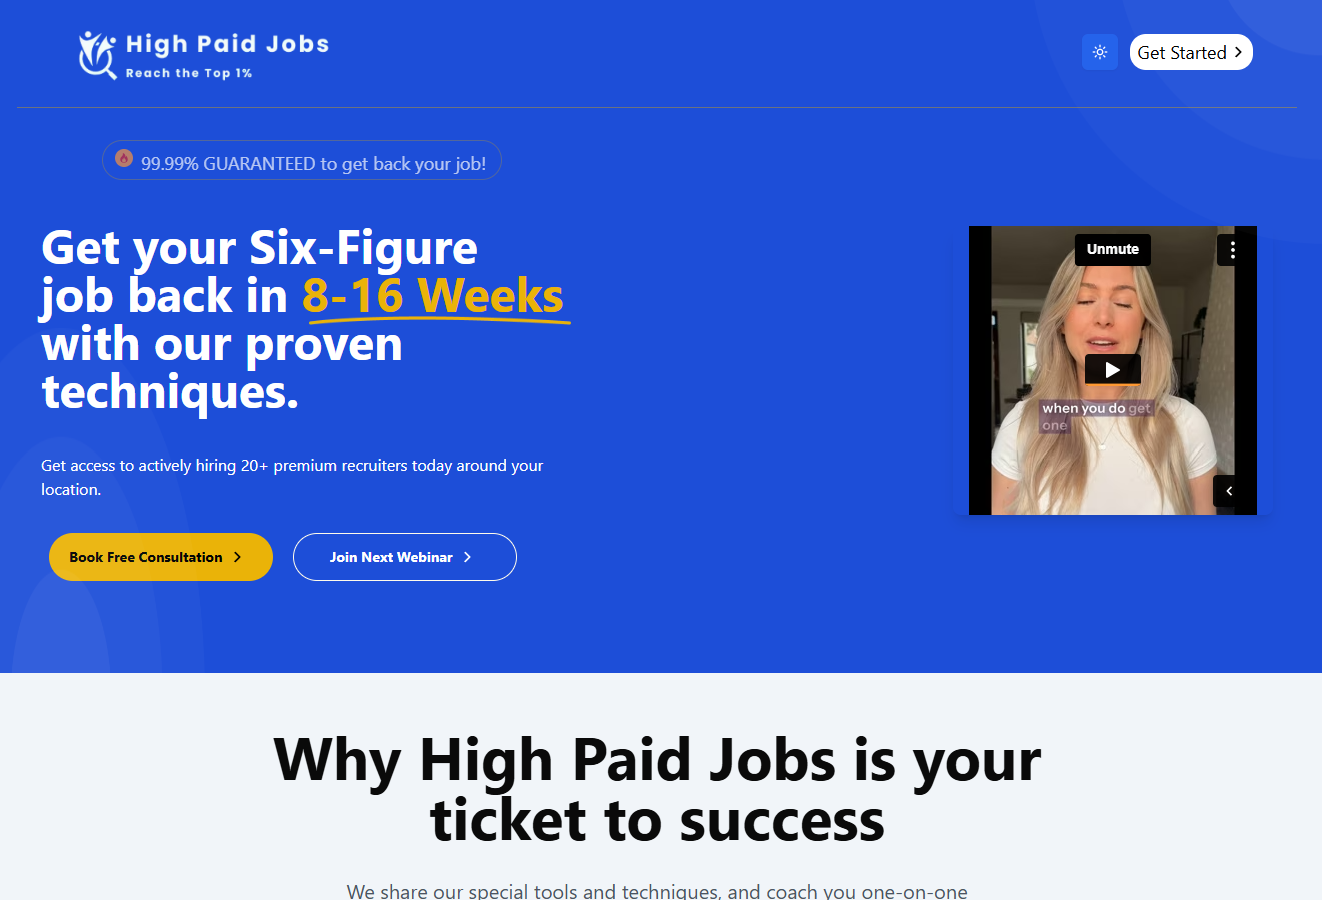 High Paid Jobs
Reach the Top 1%
Get Started
99.99% GUARANTEED to get back your job!
Get your Six-Figure
job back in 8-16 Weeks
with our proven
techniques.
Get access to actively hiring 20+ premium recruiters today around your
location.
Book Free Consultation
Join Next Webinar
Unmute
when you do get
one
Why High Paid Jobs is your
ticket to success
We share our special tools and techniques, and coach you one-on-one